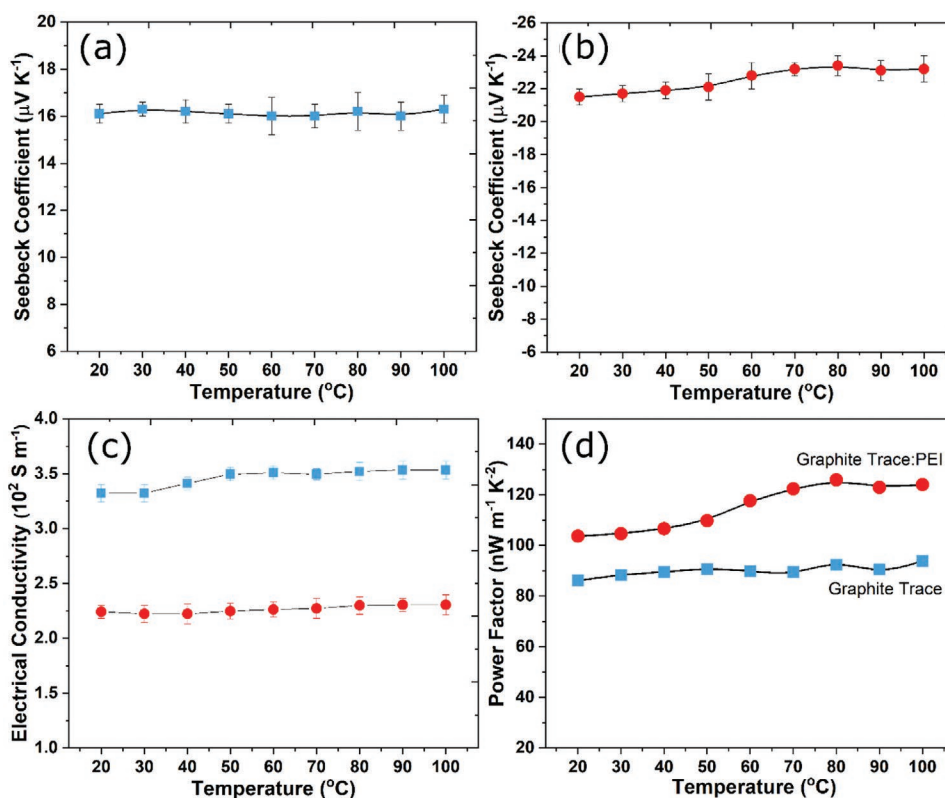 (a)
Seebeck Coefficient (µV K⁻¹)
20
18
16
14
12
10
8
6
20 30 40 50 60 70 80 90 100
Temperature (°C)
(b)
Seebeck Coefficient (µV K⁻¹)
-26
-24
-22
-20
-18
-16
-14
-12
-10
-8
-6
20 30 40 50 60 70 80 90 100
Temperature (°C)
(c)
Electrical Conductivity (10² S m⁻¹)
4.0
3.5
3.0
2.5
2.0
1.5
1.0
20 30 40 50 60 70 80 90 100
Temperature (°C)
(d)
Power Factor (nW m⁻¹ K⁻²)
140
120
100
80
60
40
20
Graphite Trace:PEI
Graphite Trace
20 30 40 50 60 70 80 90 100
Temperature (°C)